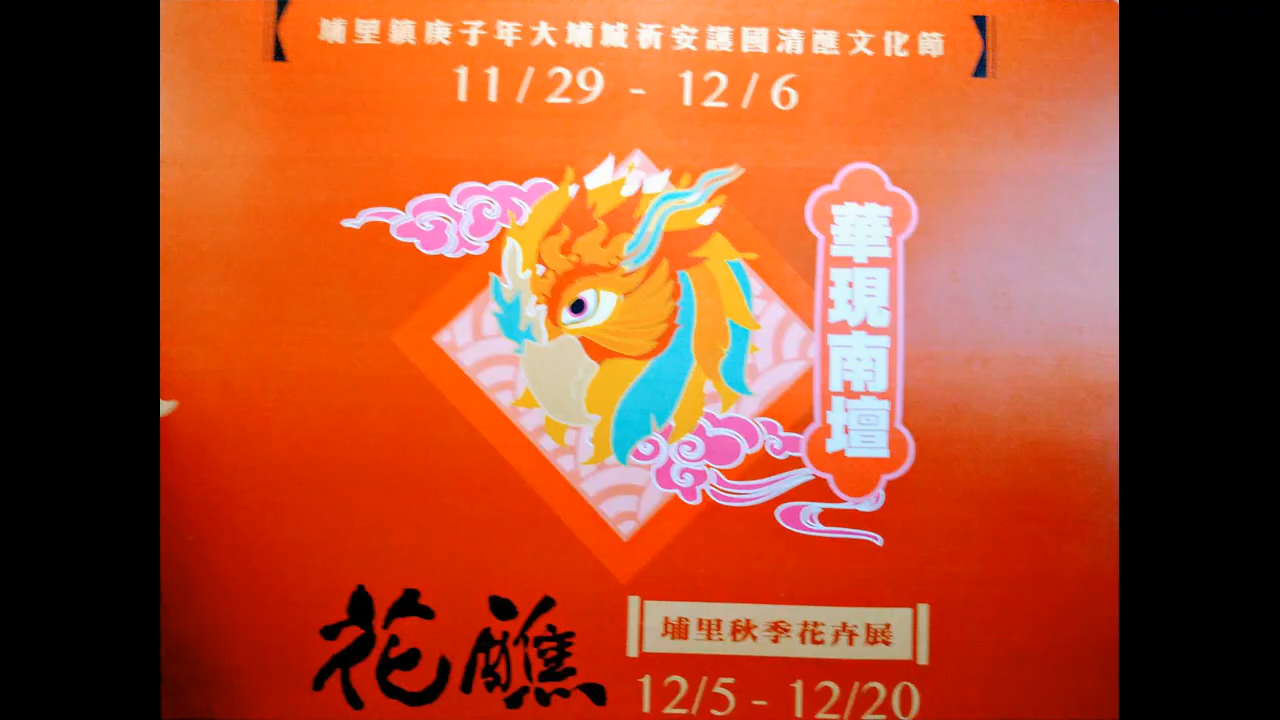 埔里鎮庚子年大埔城祈安護國清醮文化節
11/29 - 12/6
華現南壇
花醮
埔里秋季花卉展
12/5 - 12/20